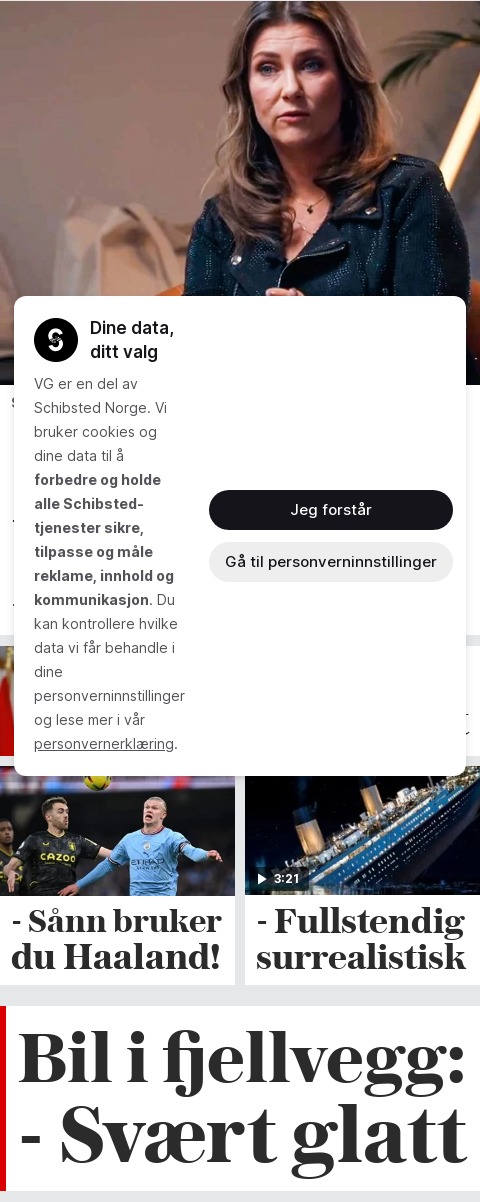 Dine data,
ditt valg
VG er en del av
Schibsted Norge. Vi
bruker cookies og
dine data til å
forbedre og holde
alle Schibsted-
tjenester sikre,
tilpasse og måle
reklame, innhold og
kommunikasjon. Du
kan kontrollere hvilke
data vi får behandle i
dine
personverninnstillinger
og lese mer i vår
personvernerklæring.
Jeg forstår
Gå til personverninnstillinger
CAZOO
3:21
- Sånn bruker
du Haaland!
- Fullstendig
surrealistisk
Bil i fjellvegg:
- Svært glatt